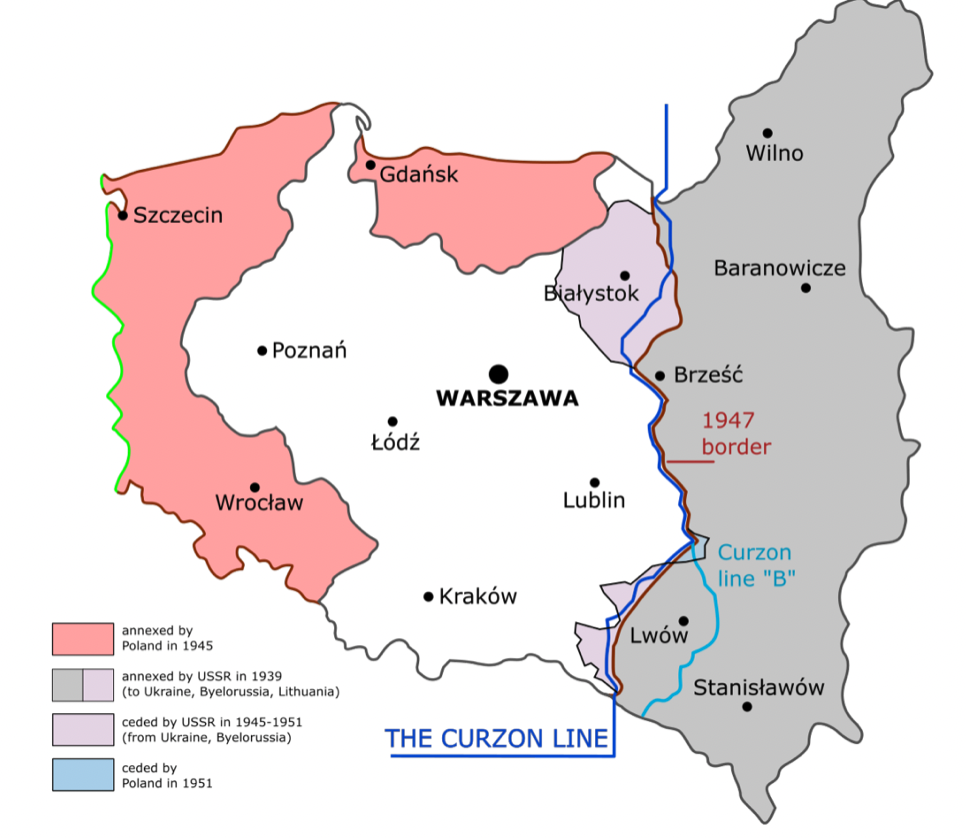 Wilno
Gdańsk
Szczecin
Baranowicze
Białystok
Poznań
Brześć
WARSZAWA
1947
border
Łódź
Lublin
Wrocław
Curzon
line "B"
Kraków
Lwów
annexed by
Poland in 1945
annexed by USSR in 1939
(to Ukraine, Byelorussia, Lithuania)
Stanisławów
ceded by USSR in 1945-1951
(from Ukraine, Byelorussia)
THE CURZON LINE
ceded by
Poland in 1951